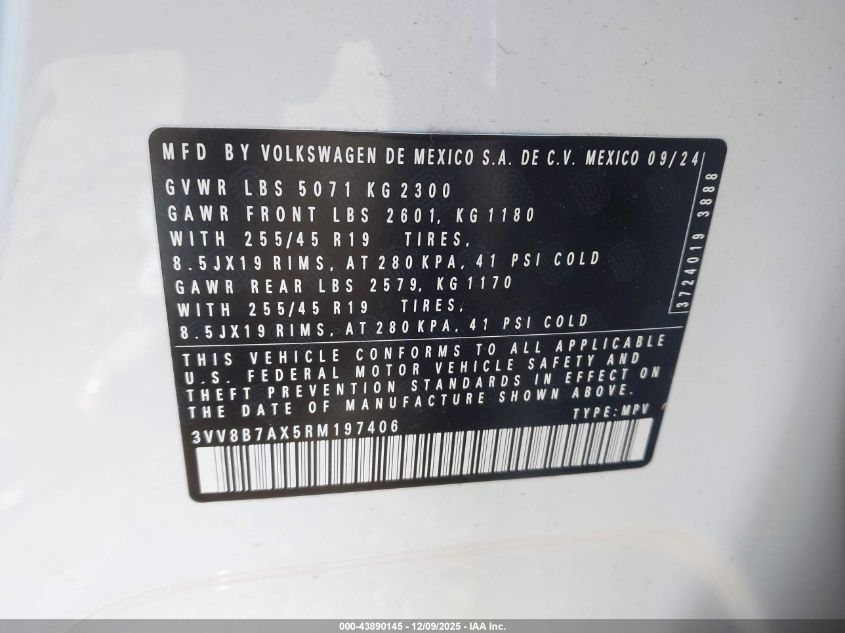 MFD BY VOLKSWAGEN DE MEXICO S.A. DE C.V. MEXICO 09/24
GVWR LBS 5071 KG 2300
GAWR FRONT LBS 2601, KG 1180
WITH 255/45 R19 TIRES,
8.5JX19 RIMS, AT 280 KPA, 41 PSI COLD
GAWR REAR LBS 2579, KG 1170
WITH 255/45 R19 TIRES,
8.5JX19 RIMS, AT 280 KPA, 41 PSI COLD
3724019 3888
THIS VEHICLE CONFORMS TO ALL APPLICABLE
U.S. FEDERAL MOTOR VEHICLE SAFETY AND
THEFT PREVENTION STANDARDS IN EFFECT ON
THE DATE OF MANUFACTURE SHOWN ABOVE.
TYPE: MPV
3VV8B7AX5RM197406
000-43890145 - 12/09/2025 - IAA Inc.